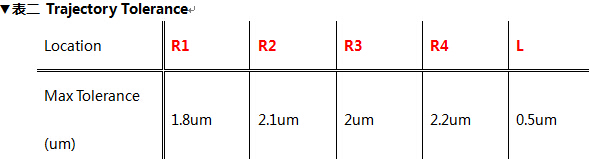 ▼表二 Trajectory Tolerance↵
Location R1 R2 R3 R4 L
Max Tolerance
1.8um 2.1um 2um 2.2um 0.5um
(um)